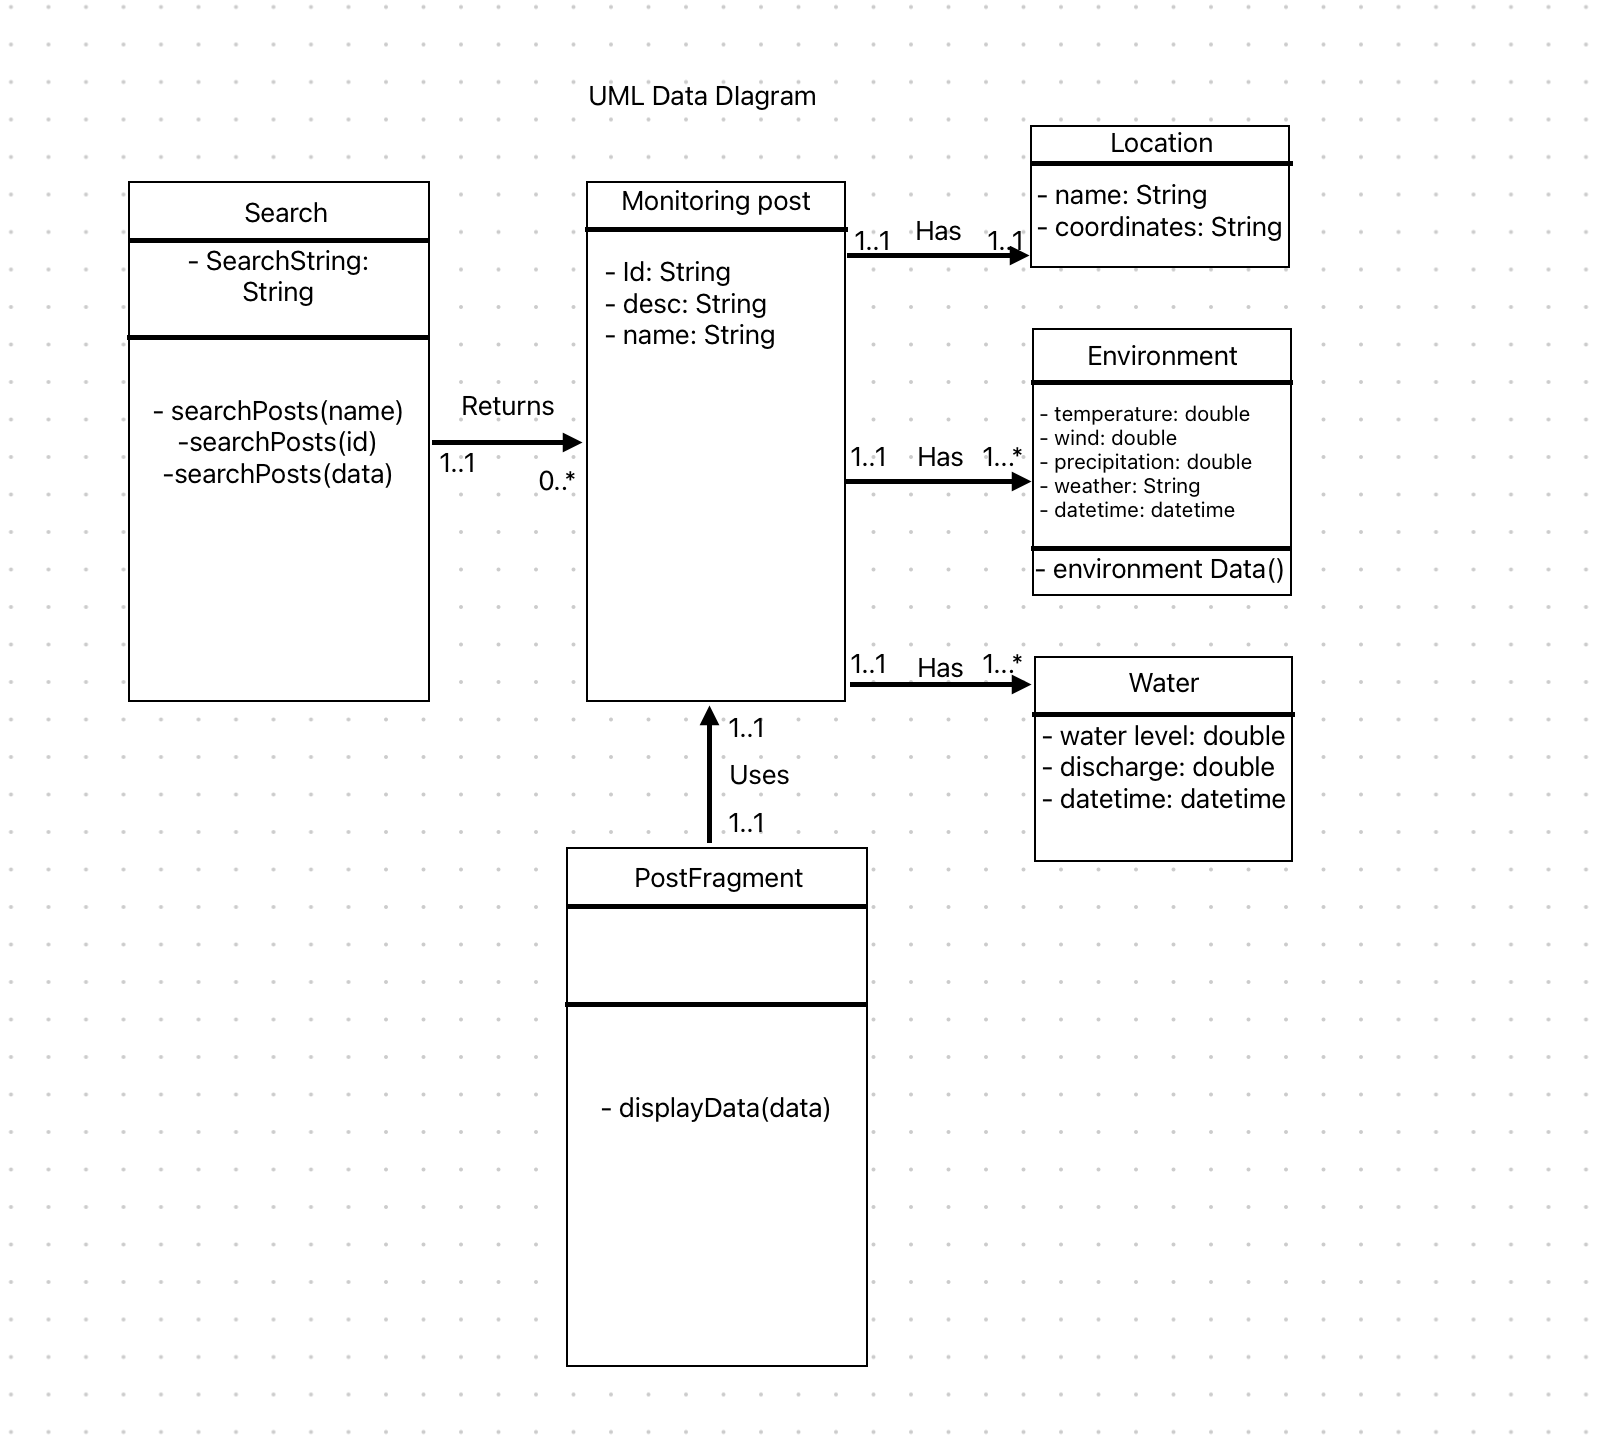 UML Data DIagram
Search
- SearchString:
String
- searchPosts(name)
-searchPosts(id)
-searchPosts(data)
Returns
1..1
0..*
Monitoring post
- Id: String
- desc: String
- name: String
1..1 Has 1..1
Location
- name: String
- coordinates: String
1..1 Has 1...*
Environment
- temperature: double
- wind: double
- precipitation: double
- weather: String
- datetime: datetime
- environment Data()
1..1 Has 1...*
Water
- water level: double
- discharge: double
- datetime: datetime
1..1
Uses
1..1
PostFragment
- displayData(data)